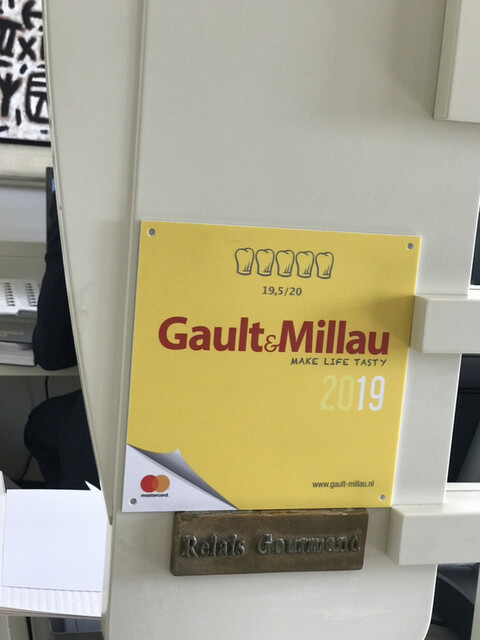 19,5/20
Gault&Millau
MAKE LIFE TASTY
2019
mastercard
www.gault-millau.nl
Relais Gourmand